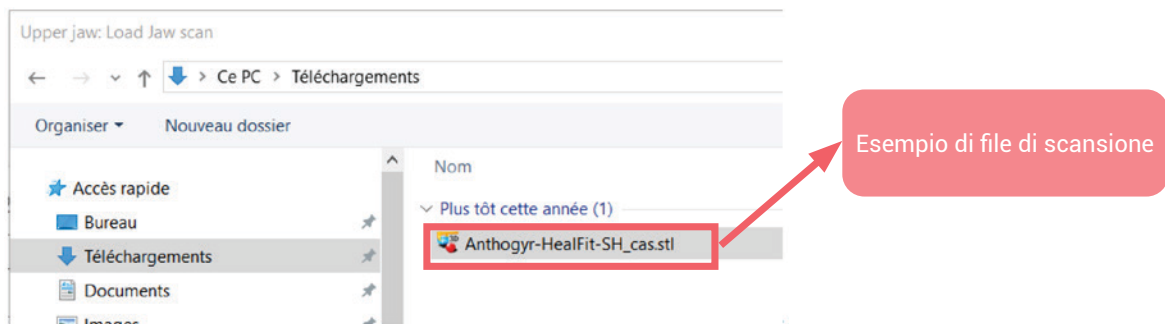 Upper jaw: Load Jaw scan
Ce PC > Téléchargements
Organiser Nouveau dossier
Nom
Accès rapide
Plus tôt cette année (1)
Bureau
Anthogyr-HealFit-SH_cas.stl
Téléchargements
Documents
Images
Esempio di file di scansione